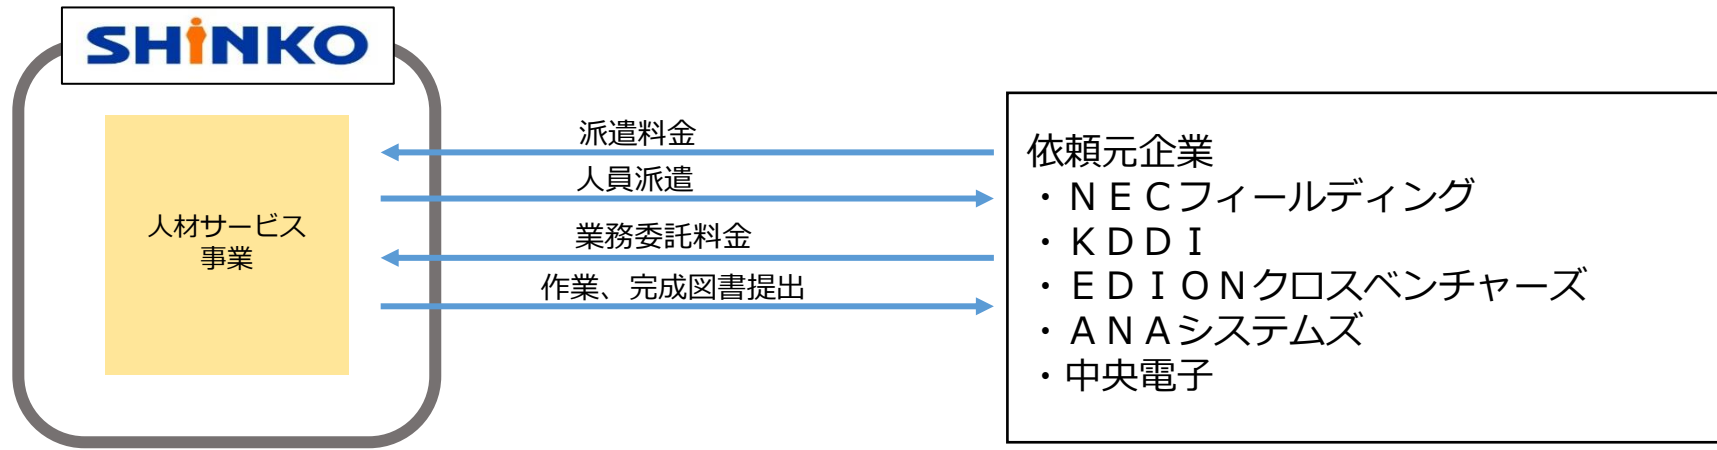 SHiNKO
人材サービス
事業
派遣料金
人員派遣
業務委託料金
作業、完成図書提出
依頼元企業
・ＮＥＣフィールディング
・ＫＤＤＩ
・ＥＤＩＯＮクロスベンチャーズ
・ＡＮＡシステムズ
・中央電子